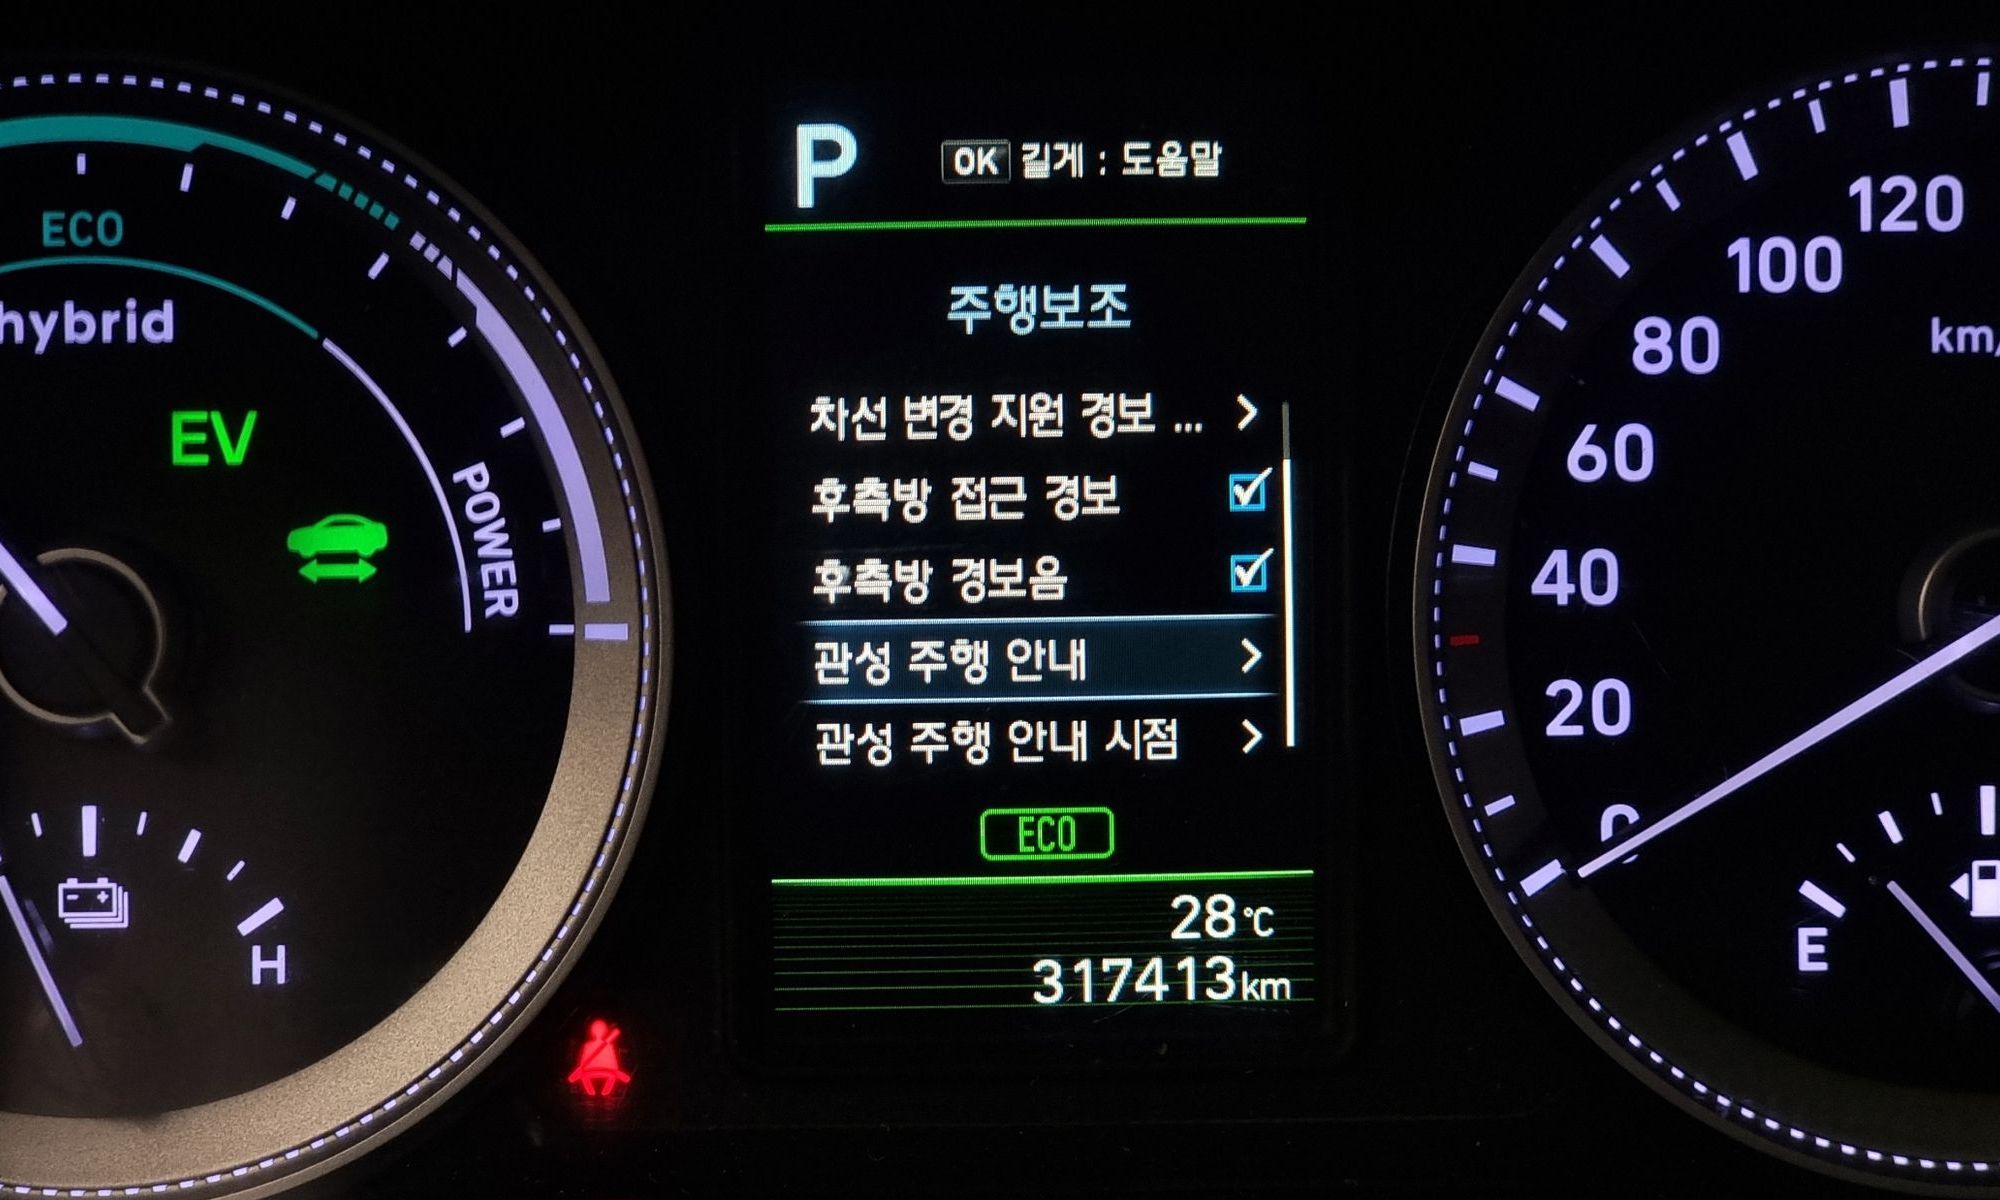 P
OK 길게 : 도움말
주행보조
차선 변경 지원 경보 ...
후측방 접근 경보
후측방 경보음
관성 주행 안내
관성 주행 안내 시점
ECO
28℃
317413km
ECO
hybrid
EV
POWER
H
120
100
80
km/
60
40
20
0
E